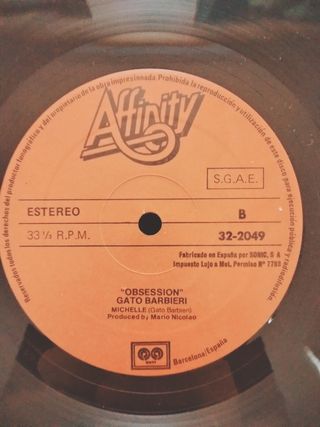 Reservados todos los derechos del productor fonográfico y del propietario de la obra impresionada. Prohibida la reproducción y utilización de este disco para ejecución pública y radiodifusión.
Affinity
S.G.A.E.
ESTEREO
B
33⅓ R.P.M.
32-2049
Fabricado en España por SONIC, S A
Impuesto Lujo a Met. Permiso Nº 7780
"OBSESSION"
GATO BARBIERI
MICHELLE (Gato Barbieri)
Produced by Mario Nicolao
Barcelona/España